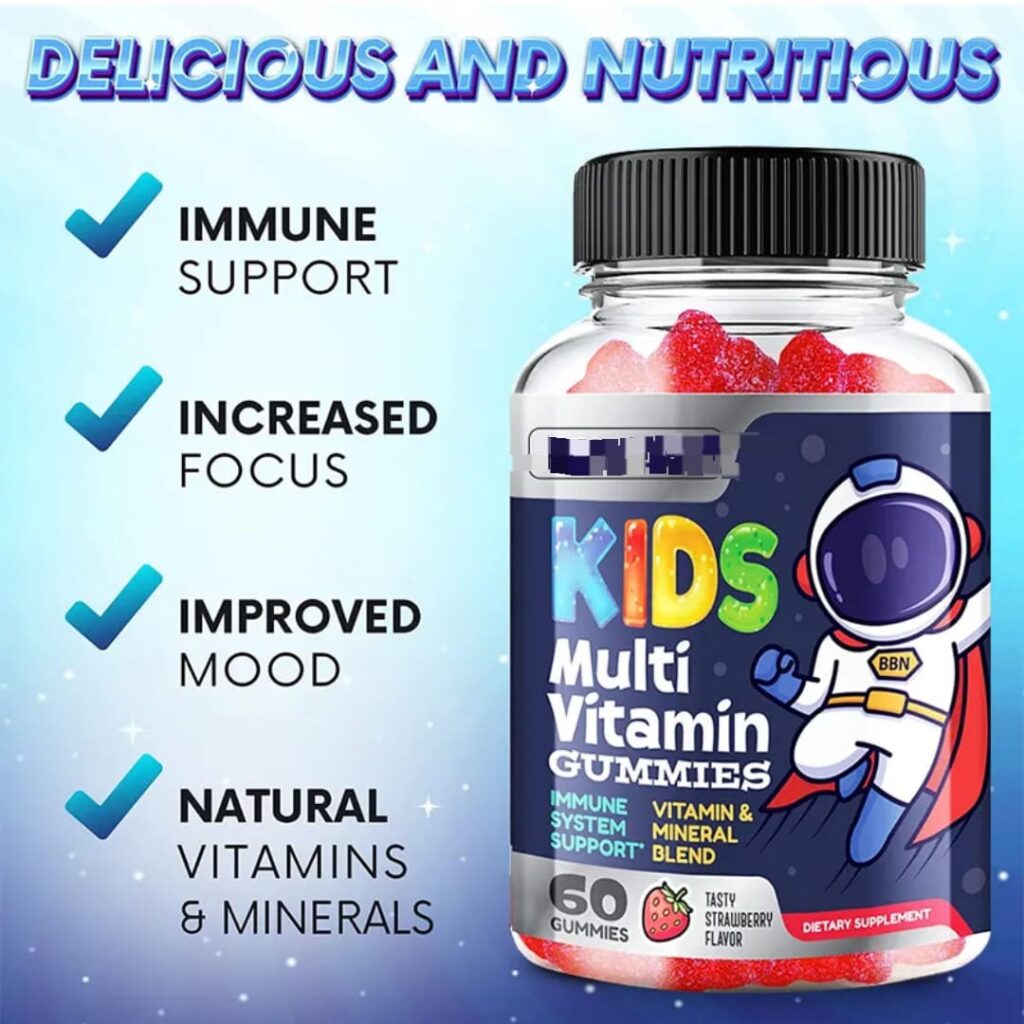 DELICIOUS AND NUTRITIOUS
IMMUNE
SUPPORT
INCREASED
FOCUS
IMPROVED
MOOD
NATURAL
VITAMINS
& MINERALS
KIDS
Multi
Vitamin
GUMMIES
IMMUNE
SYSTEM
SUPPORT*
VITAMIN &
MINERAL
BLEND
60
GUMMIES
TASTY
STRAWBERRY
FLAVOR
DIETARY SUPPLEMENT
BBN